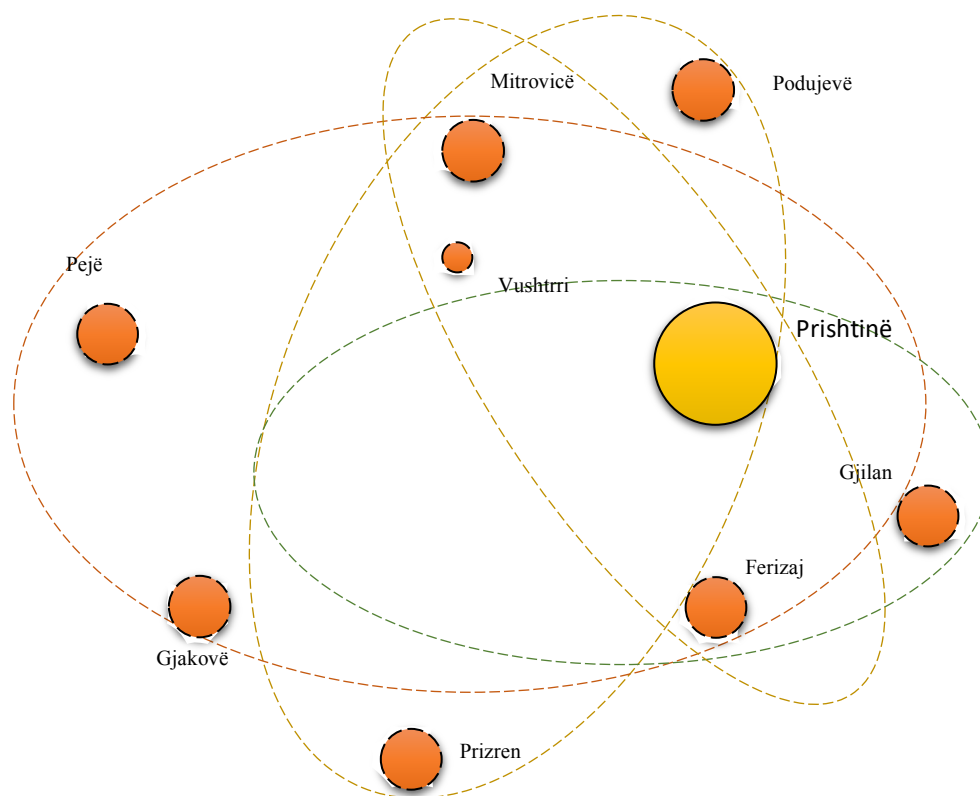 Mitrovicë
Podujevë
Pejë
Vushtrri
Prishtinë
Gjilan
Ferizaj
Gjakovë
Prizren